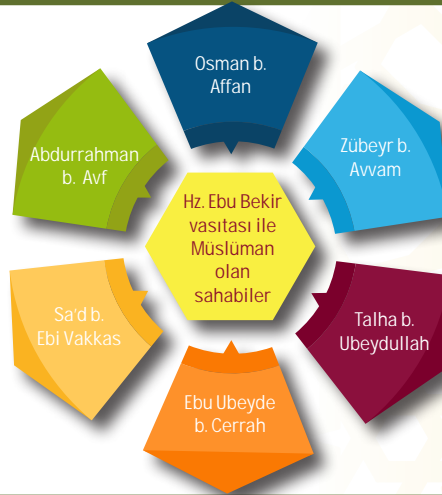 Osman b.
Affan
Zübeyr b.
Avvam
Talha b.
Ubeydullah
Ebu Ubeyde
b. Cerrah
Sa'd b.
Ebi Vakkas
Abdurrahman
b. Avf
Hz. Ebu Bekir
vasıtası ile
Müslüman
olan
sahabiler